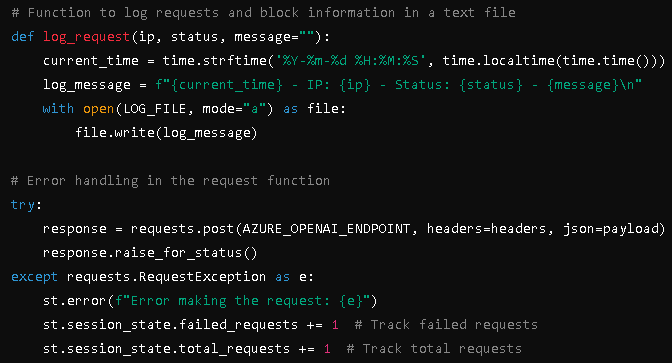 # Function to log requests and block information in a text file
def log_request(ip, status, message=""):
    current_time = time.strftime('%Y-%m-%d %H:%M:%S', time.localtime(time.time()))
    log_message = f"{current_time} - IP: {ip} - Status: {status} - {message}\n"
    with open(LOG_FILE, mode="a") as file:
        file.write(log_message)

# Error handling in the request function
try:
    response = requests.post(AZURE_OPENAI_ENDPOINT, headers=headers, json=payload)
    response.raise_for_status()
except requests.RequestException as e:
    st.error(f"Error making the request: {e}")
    st.session_state.failed_requests += 1  # Track failed requests
    st.session_state.total_requests += 1  # Track total requests